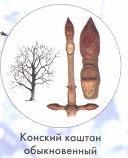 Конский каштан
обыкновенный